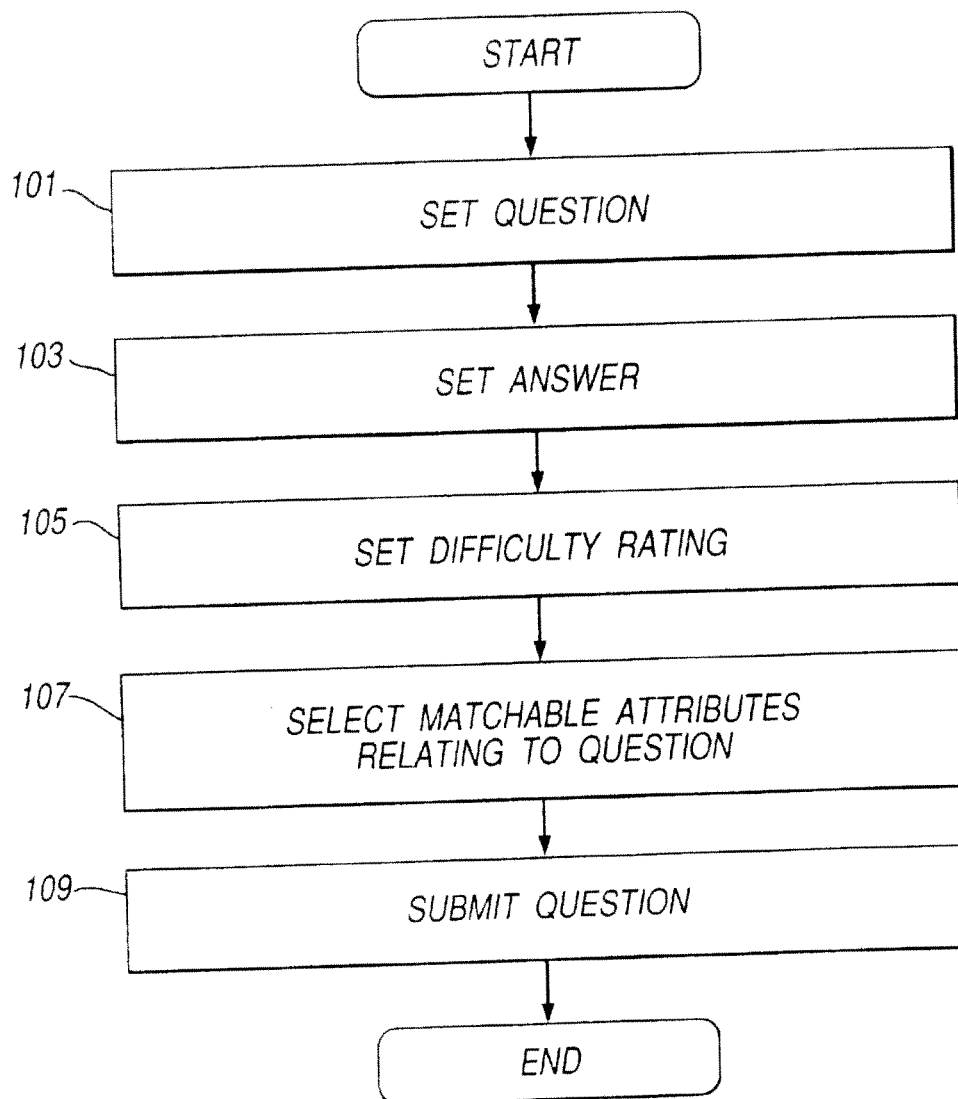 START
101
SET QUESTION
103
SET ANSWER
105
SET DIFFICULTY RATING
107
SELECT MATCHABLE ATTRIBUTES
RELATING TO QUESTION
109
SUBMIT QUESTION
END